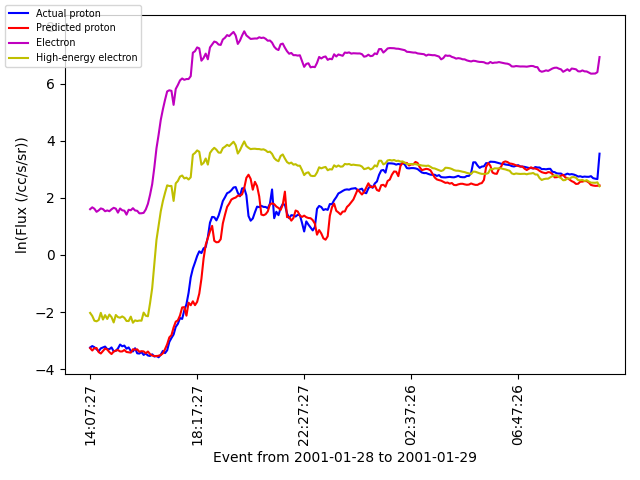 Actual proton
Predicted proton
Electron
High-energy electron
ln(Flux (/cc/s/sr))
6
4
2
0
−2
−4
14:07:27
18:17:27
22:27:27
02:37:26
06:47:26
Event from 2001-01-28 to 2001-01-29